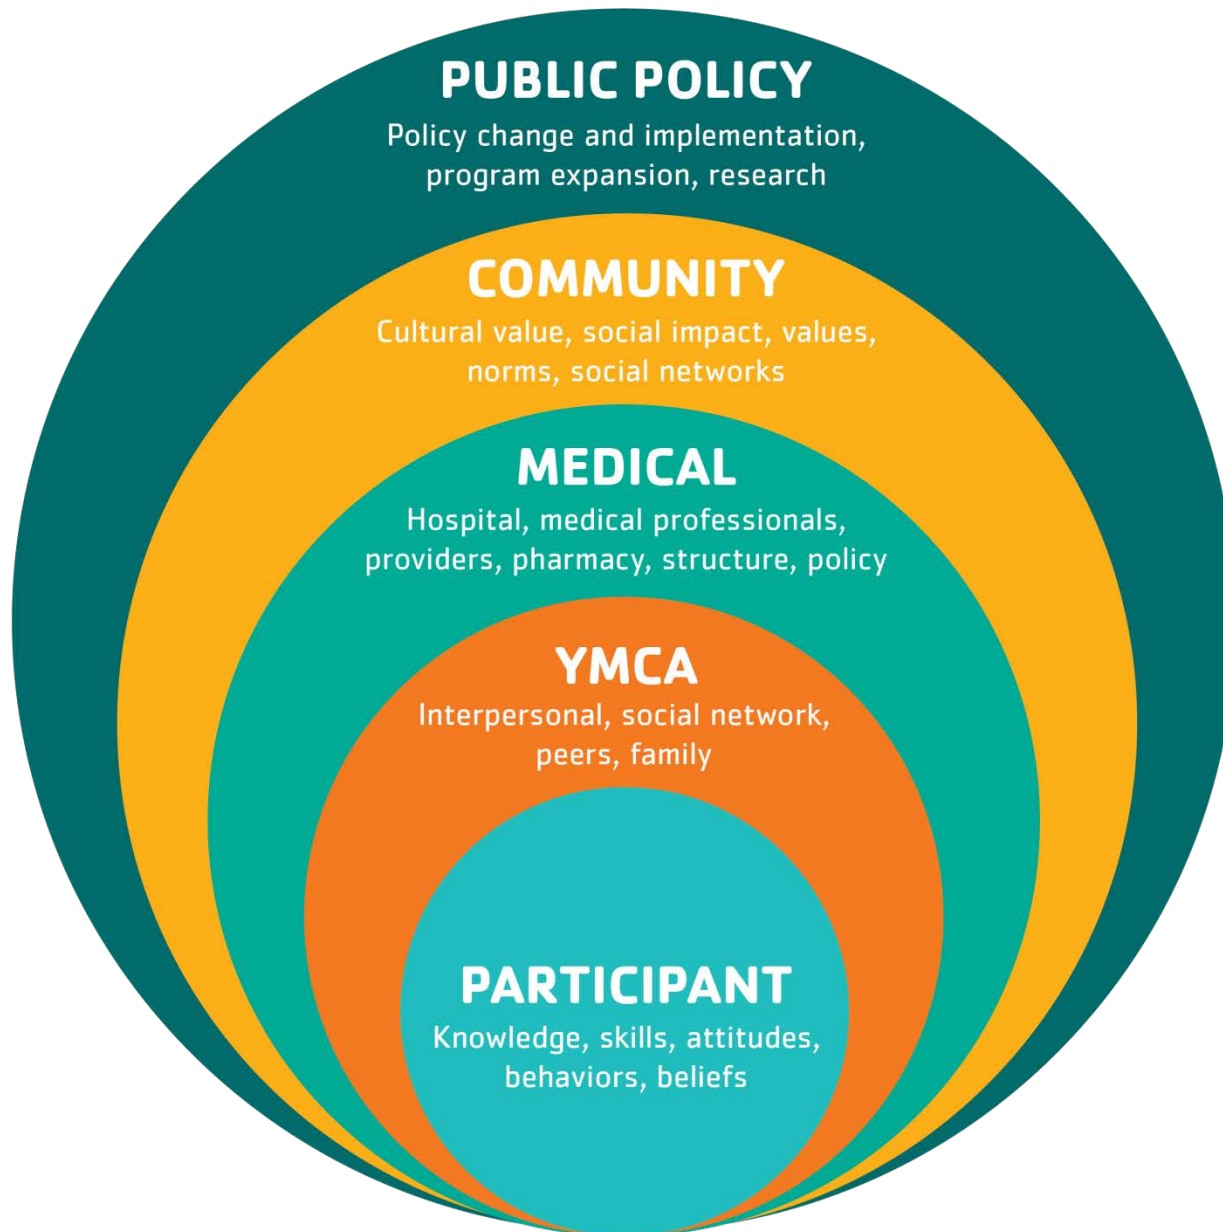 PUBLIC POLICY
Policy change and implementation,
program expansion, research
COMMUNITY
Cultural value, social impact, values,
norms, social networks
MEDICAL
Hospital, medical professionals,
providers, pharmacy, structure, policy
YMCA
Interpersonal, social network,
peers, family
PARTICIPANT
Knowledge, skills, attitudes,
behaviors, beliefs